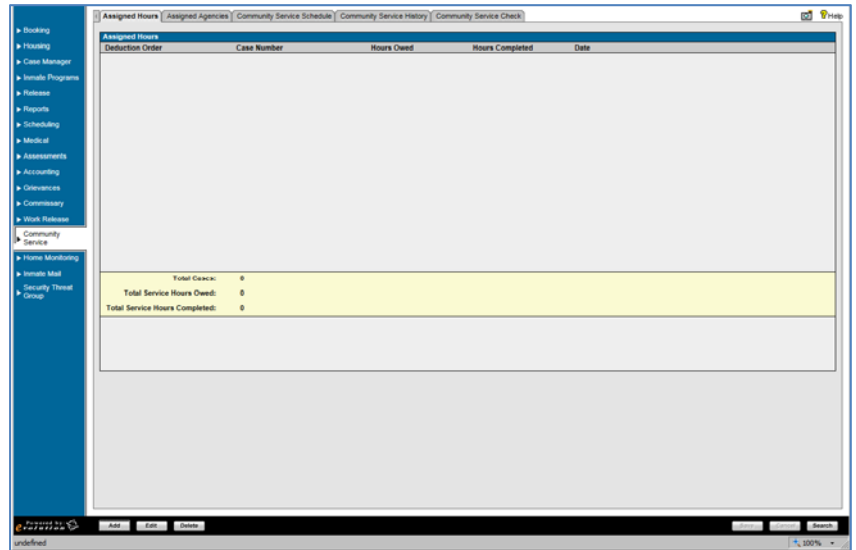 Assigned Hours Assigned Agencies Community Service Schedule Community Service History Community Service Check Help
Booking
Housing
Case Manager
Inmate Programs
Release
Reports
Scheduling
Medical
Assessments
Accounting
Grievances
Commissary
Work Release
Community
Service
Home Monitoring
Inmate Mail
Security Threat
Group
Assigned Hours
Deduction Order Case Number Hours Owed Hours Completed Date
Total Cases: 0
Total Service Hours Owed: 0
Total Service Hours Completed: 0
Powered by
evolution
Add Edit Delete Save Cancel Search
undefined 100%